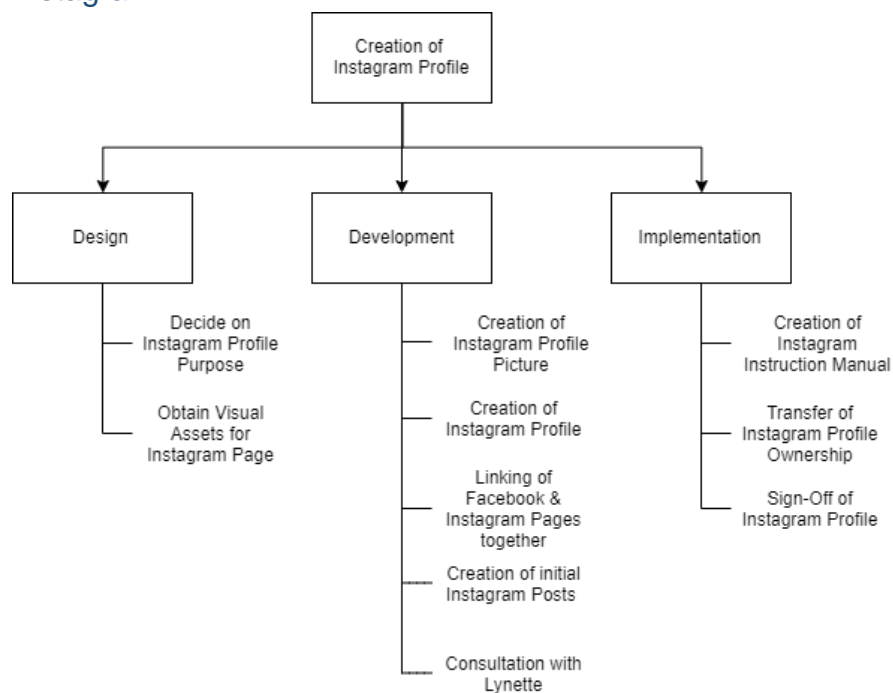 Creation of
Instagram Profile
Design
Development
Implementation
Decide on
Instagram Profile
Purpose
Obtain Visual
Assets for
Instagram Page
Creation of
Instagram Profile
Picture
Creation of
Instagram Profile
Linking of
Facebook &
Instagram Pages
together
Creation of initial
Instagram Posts
Consultation with
Lynette
Creation of
Instagram
Instruction Manual
Transfer of
Instagram Profile
Ownership
Sign-Off of
Instagram Profile